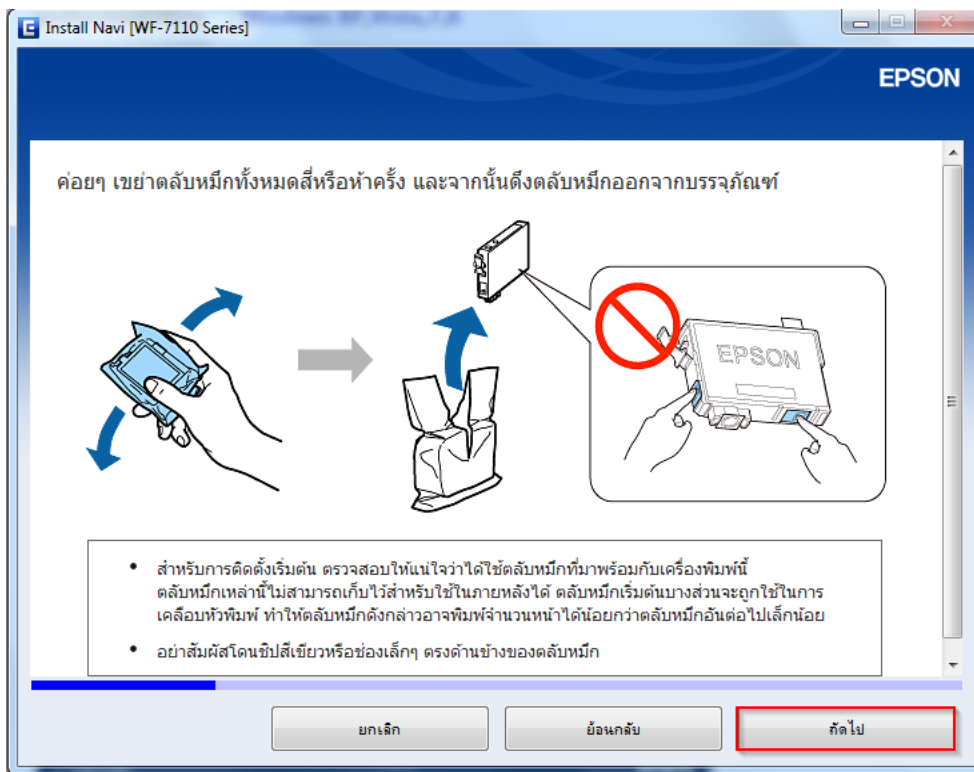 Windows XP,Vista,7,8
Install Navi [WF-7110 Series]
EPSON
ค่อยๆ เขย่าตลับหมึกทั้งหมดสี่หรือห้าครั้ง และจากนั้นดึงตลับหมึกออกจากบรรจุภัณฑ์
EPSON
• สำหรับการติดตั้งเริ่มต้น ตรวจสอบให้แน่ใจว่าได้ใช้ตลับหมึกที่มาพร้อมกับเครื่องพิมพ์นี้
ตลับหมึกเหล่านี้ไม่สามารถเก็บไว้สำหรับใช้ในภายหลังได้ ตลับหมึกเริ่มต้นบางส่วนจะถูกใช้ในการ
เคลือบหัวพิมพ์ ทำให้ตลับหมึกดังกล่าวอาจพิมพ์จำนวนหน้าได้น้อยกว่าตลับหมึกอันต่อไปเล็กน้อย
• อย่าสัมผัสโดนชิปสีเขียวหรือช่องเล็กๆ ตรงด้านข้างของตลับหมึก
ยกเลิก
ย้อนกลับ
ถัดไป